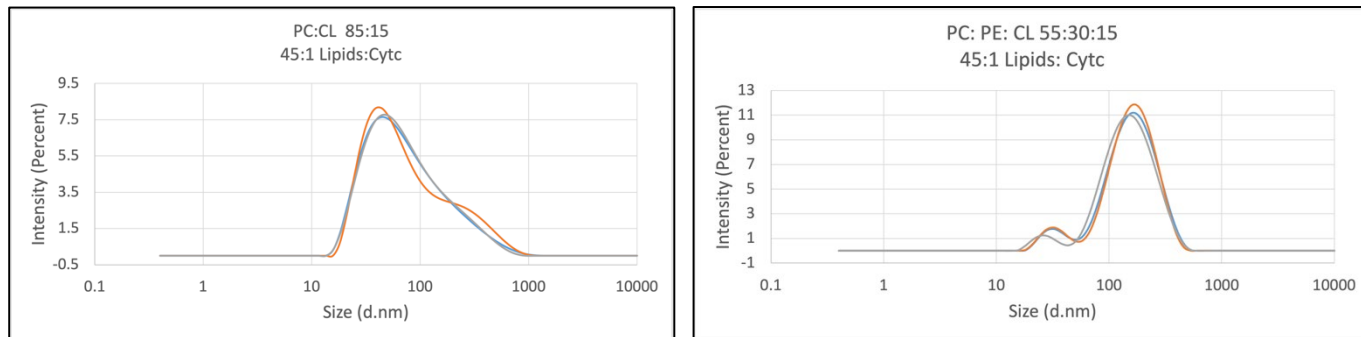 PC:CL 85:15
45:1 Lipids:Cytc
9.5
7.5
5.5
3.5
1.5
-0.5
Intensity (Percent)
0.1 1 10 100 1000 10000
Size (d.nm)
PC: PE: CL 55:30:15
45:1 Lipids: Cytc
13
11
9
7
5
3
1
-1
Intensity (Percent)
0.1 1 10 100 1000 10000
Size (d.nm)